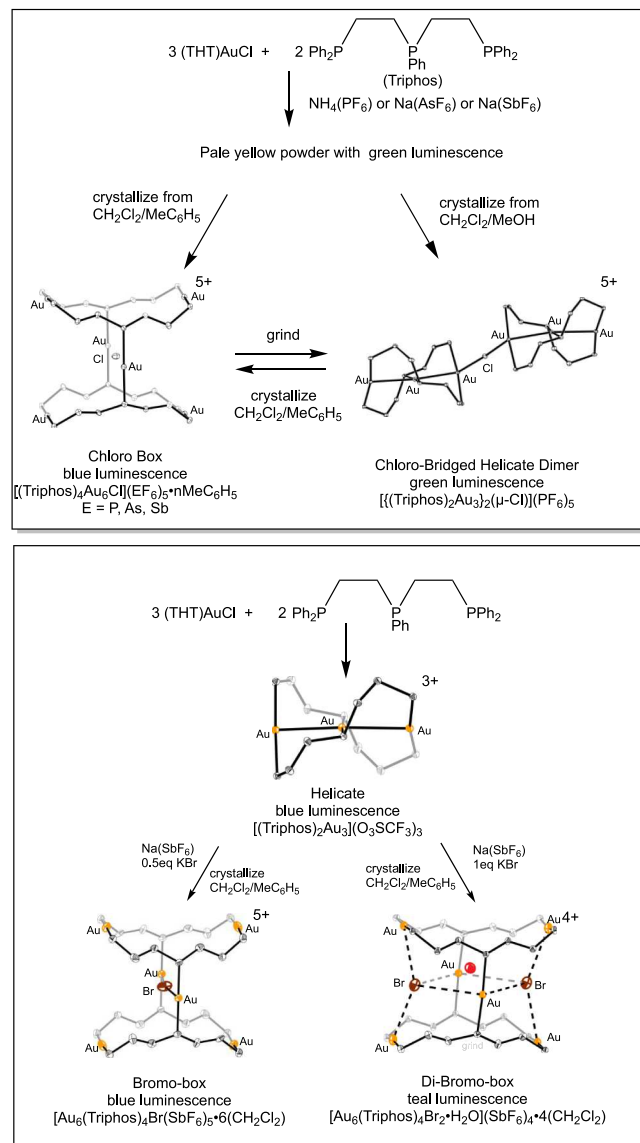 3 (THT)AuCl + 2 Ph2P P PPh2
Ph
(Triphos)
NH4(PF6) or Na(AsF6) or Na(SbF6)
Pale yellow powder with green luminescence
crystallize from
CH2Cl2/MeC6H5
crystallize from
CH2Cl2/MeOH
5+
Au
Au
Au
Cl
Au
Au
Au
grind
crystallize
CH2Cl2/MeC6H5
5+
Au
Au
Au
Cl
Au
Au
Au
Chloro Box
blue luminescence
[(Triphos)4Au6Cl](EF6)5•nMeC6H5
E = P, As, Sb
Chloro-Bridged Helicate Dimer
green luminescence
[{(Triphos)2Au3}2(μ-Cl)](PF6)5
3 (THT)AuCl + 2 Ph2P P PPh2
Ph
3+
Au
Au
Au
Helicate
blue luminescence
[(Triphos)2Au3](O3SCF3)3
Na(SbF6)
0.5eq KBr
crystallize
CH2Cl2/MeC6H5
Na(SbF6)
1eq KBr
crystallize
CH2Cl2/MeC6H5
5+
Au
Au
Au
Br
Au
Au
Au
4+
Au
Au
Au
Br
Br
Au
Au
Au
grind
Bromo-box
blue luminescence
[Au6(Triphos)4Br(SbF6)5•6(CH2Cl2)
Di-Bromo-box
teal luminescence
[Au6(Triphos)4Br2•H2O](SbF6)4•4(CH2Cl2)